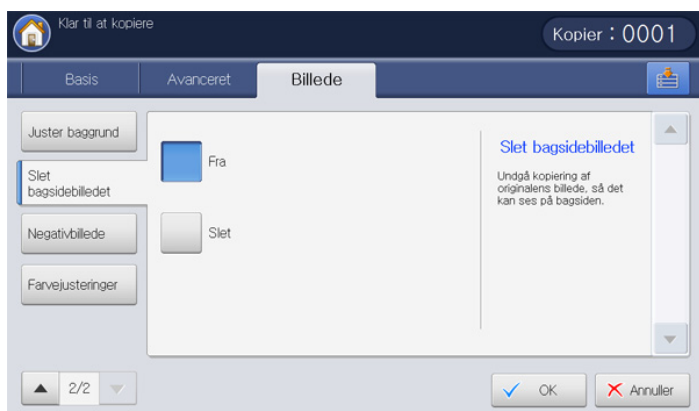 Klar til at kopiere
Kopier : 0001
Basis
Avanceret
Billede
Juster baggrund
Slet
bagsidebilledet
Negativbillede
Farvejusteringer
Fra
Slet
Slet bagsidebilledet
Undgå kopiering af
originalens billede, så det
kan ses på bagsiden.
2/2
OK
Annuller